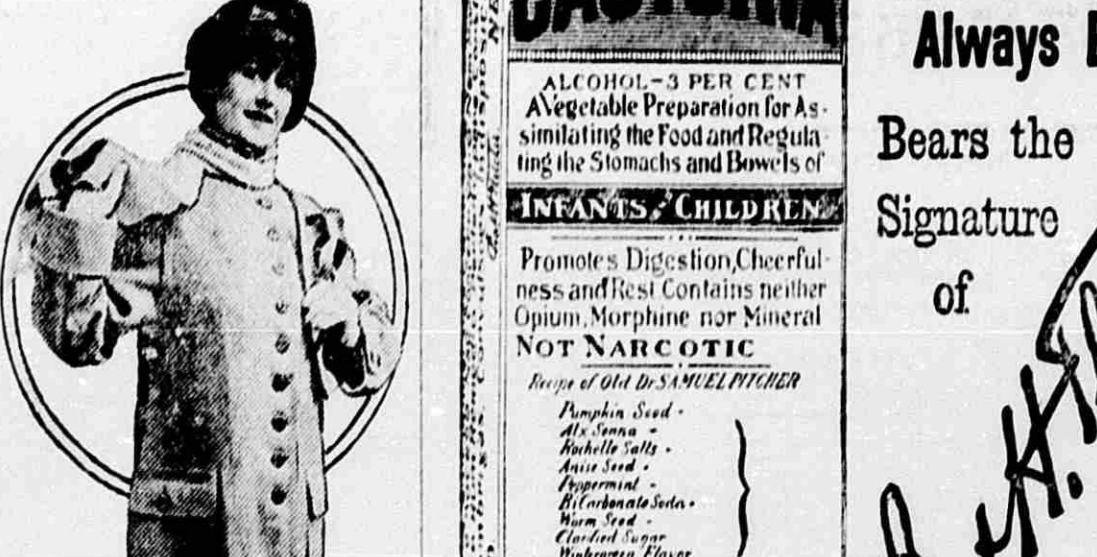 CASTORIA
ALCOHOL-3 PER CENT
A Vegetable Preparation for As-
similating the Food and Regula-
ting the Stomachs and Bowels of
INFANTS CHILDREN
Promotes Digestion, Cheerful-
ness and Rest. Contains neither
Opium, Morphine nor Mineral
NOT NARCOTIC
Recipe of Old Dr SAMUEL PITCHER
Pumpkin Seed -
Alx Senna -
Rochelle Salts -
Anise Seed -
Peppermint -
Bi Carbonate Soda -
Worm Seed -
Clarified Sugar
Wintergreen Flavor
Always
Bears the
Signature
of